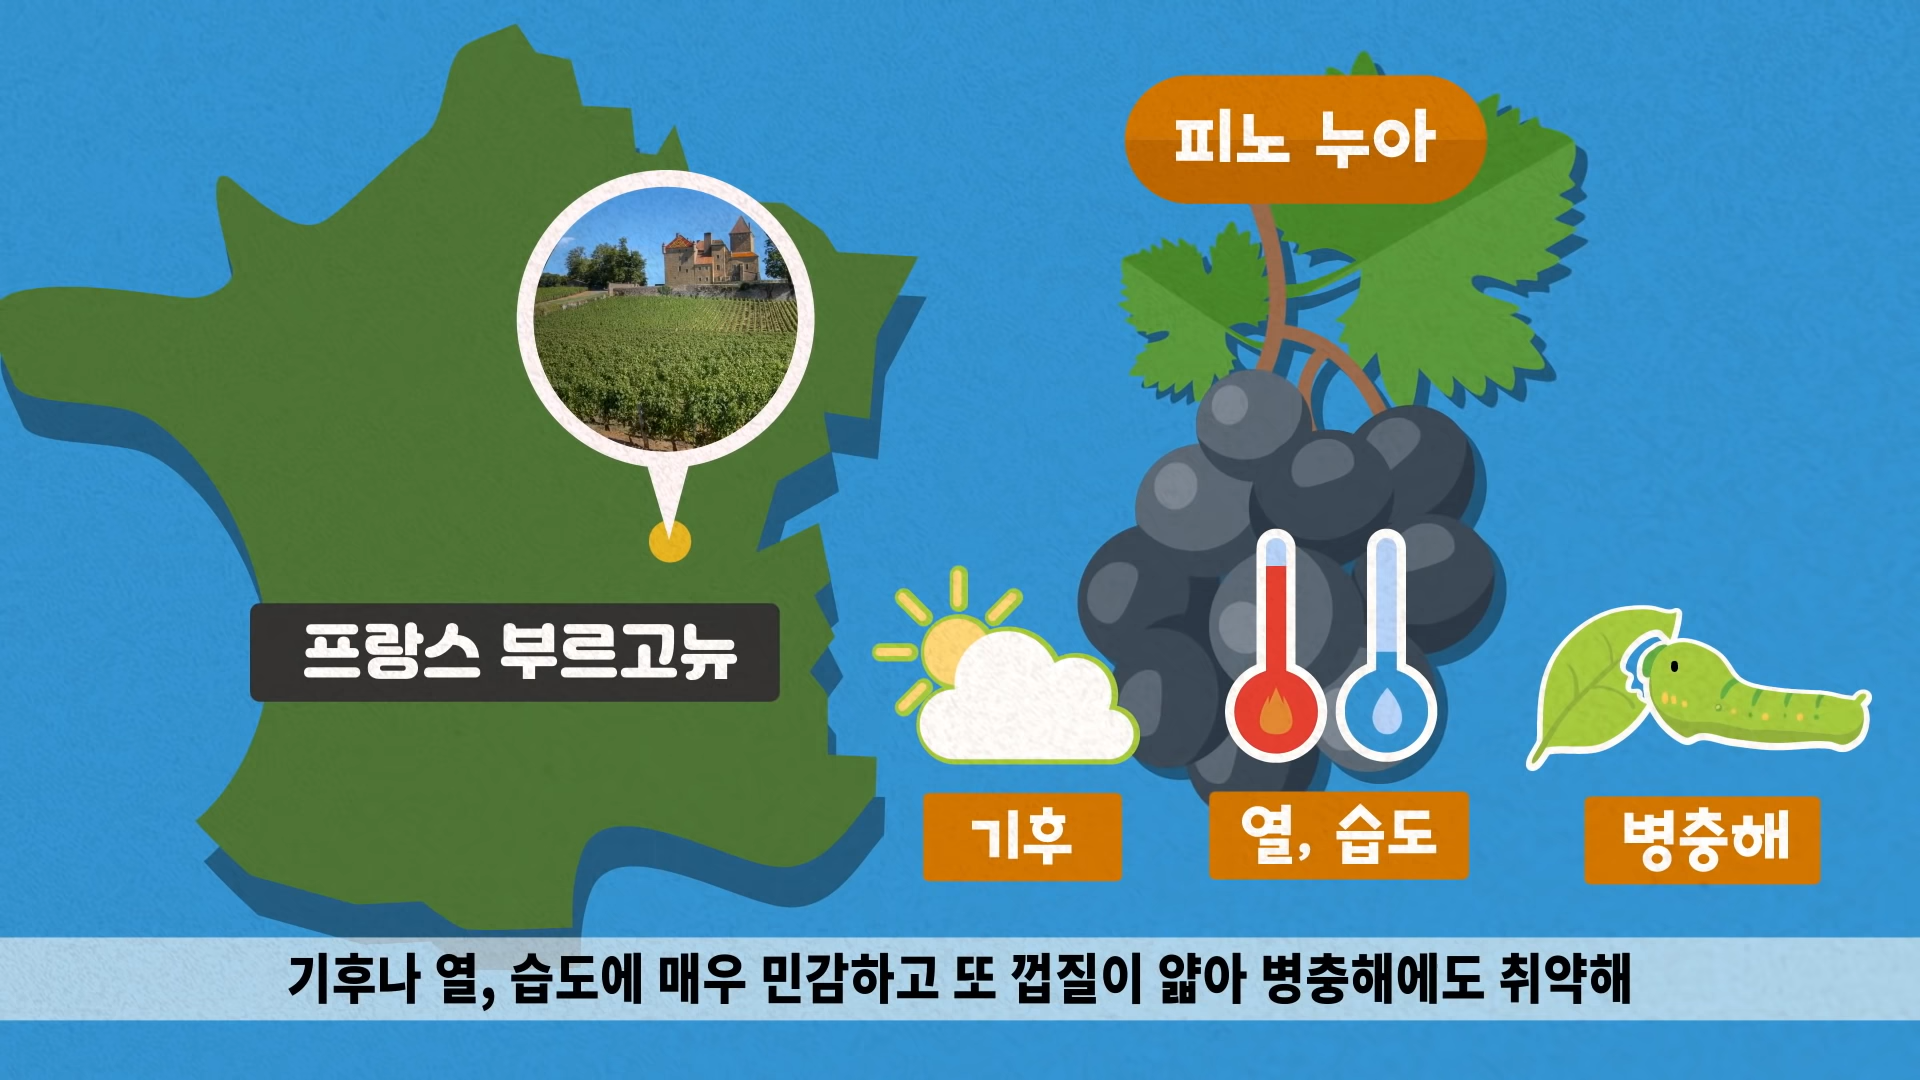 피노 누아
프랑스 부르고뉴
기후
열, 습도
병충해
기후나 열, 습도에 매우 민감하고 또 껍질이 얇아 병충해에도 취약해